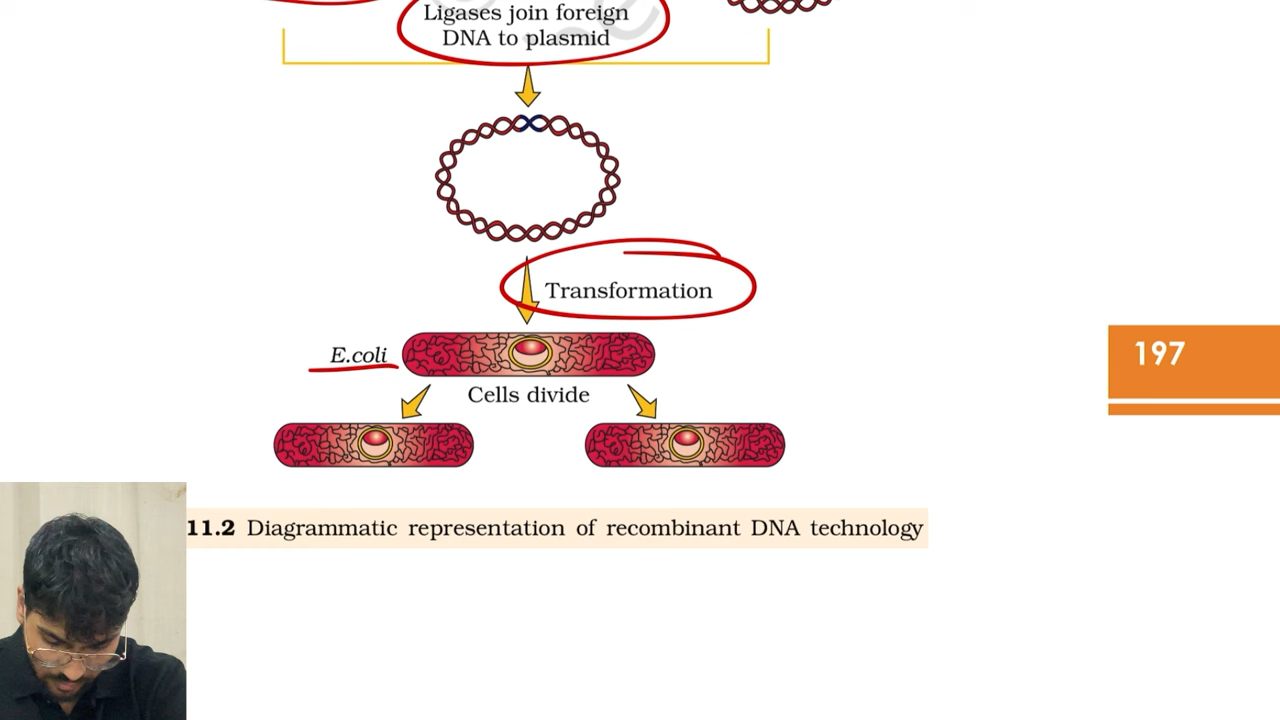 Ligases join foreign
DNA to plasmid
Transformation
E.coli
197
Cells divide
11.2 Diagrammatic representation of recombinant DNA technology